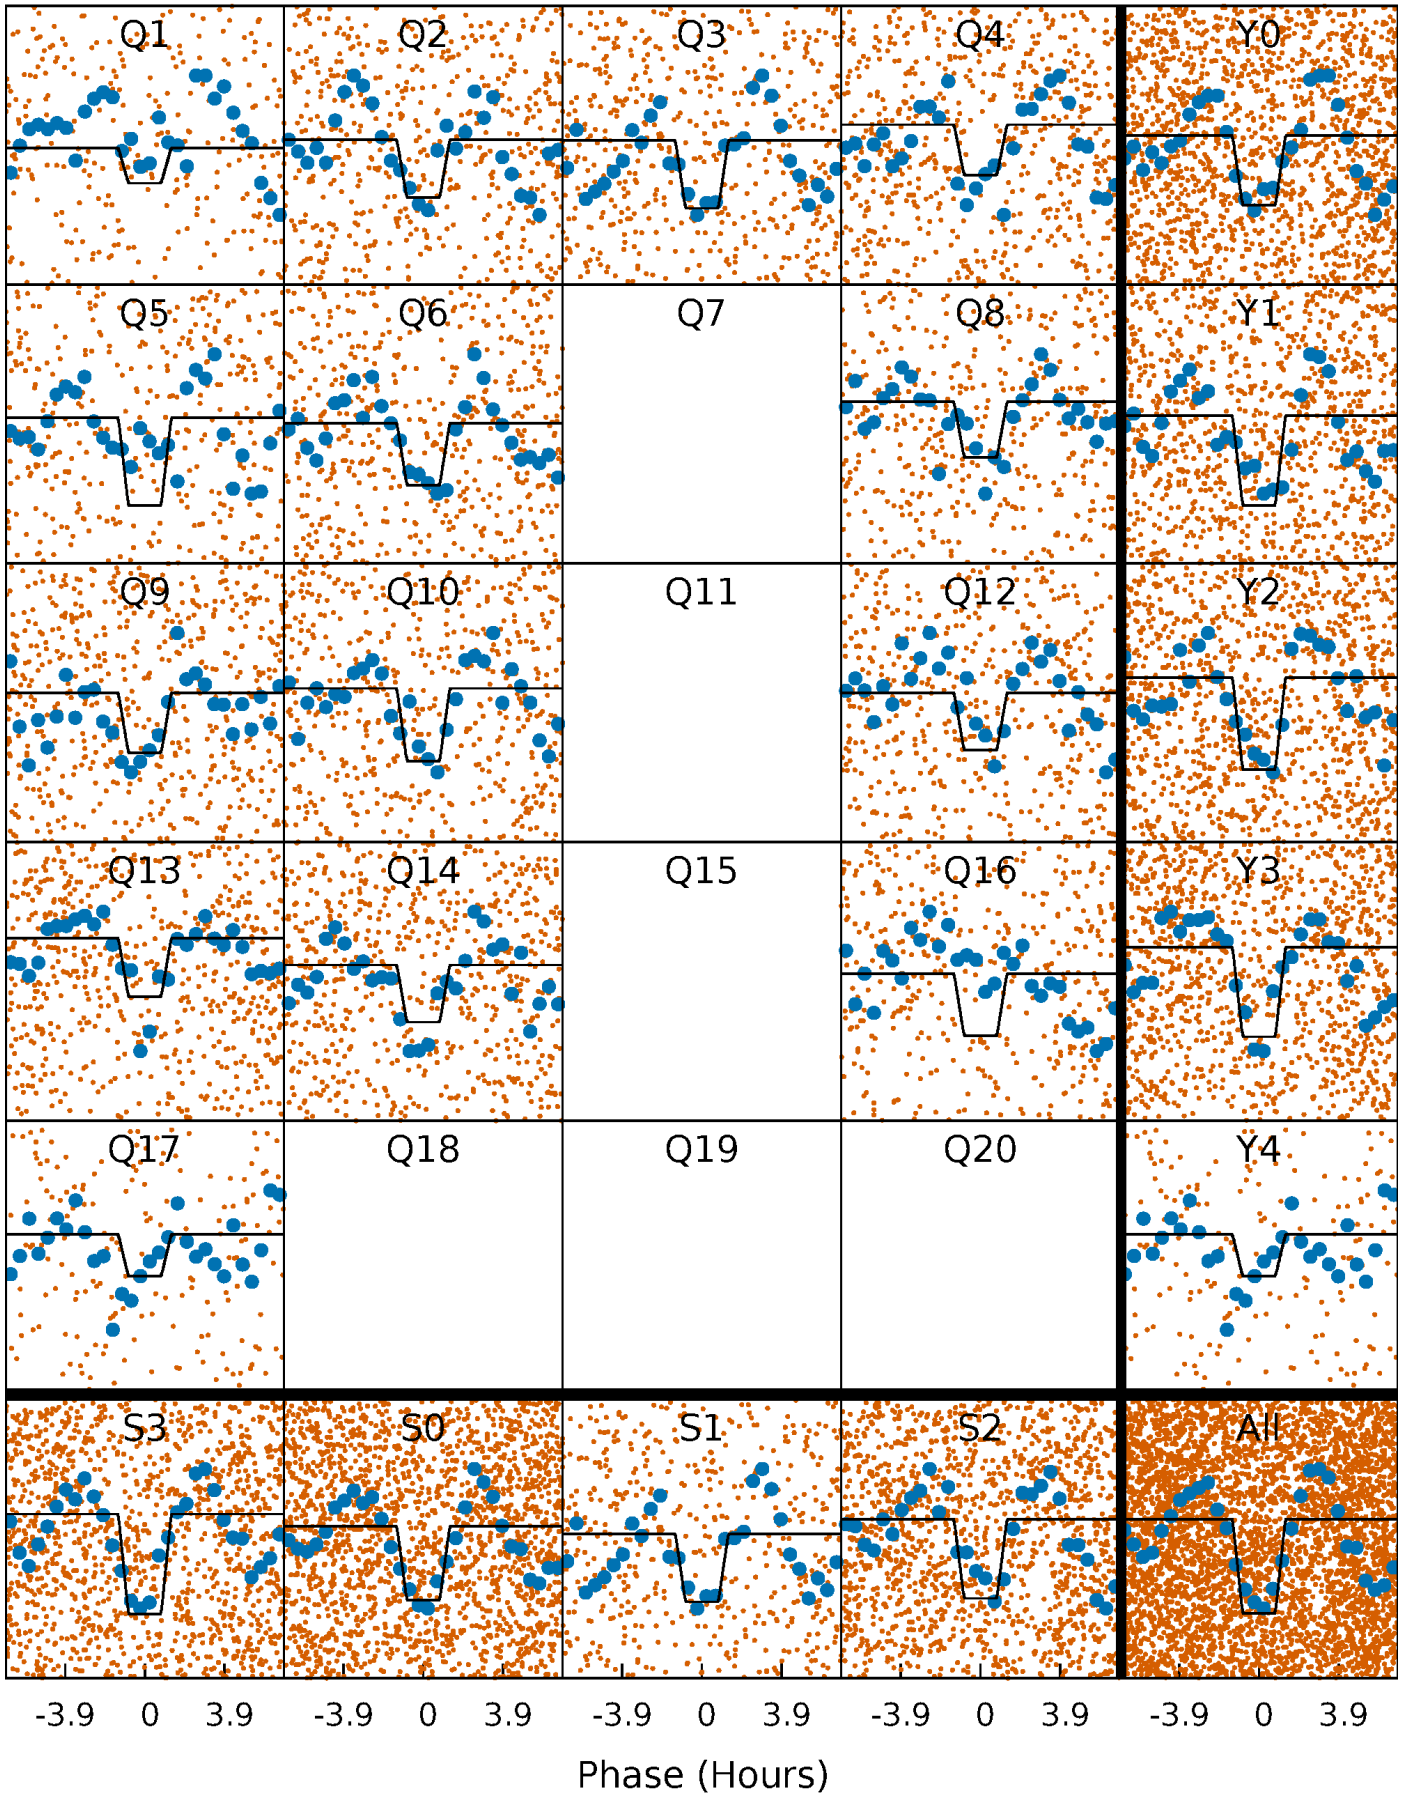 Q1 Q2 Q3 Q4 Y0
Q5 Q6 Q7 Q8 Y1
Q9 Q10 Q11 Q12 Y2
Q13 Q14 Q15 Q16 Y3
Q17 Q18 Q19 Q20 Y4
S3 S0 S1 S2 All
-3.9 0 3.9 -3.9 0 3.9 -3.9 0 3.9 -3.9 0 3.9 -3.9 0 3.9
Phase (Hours)